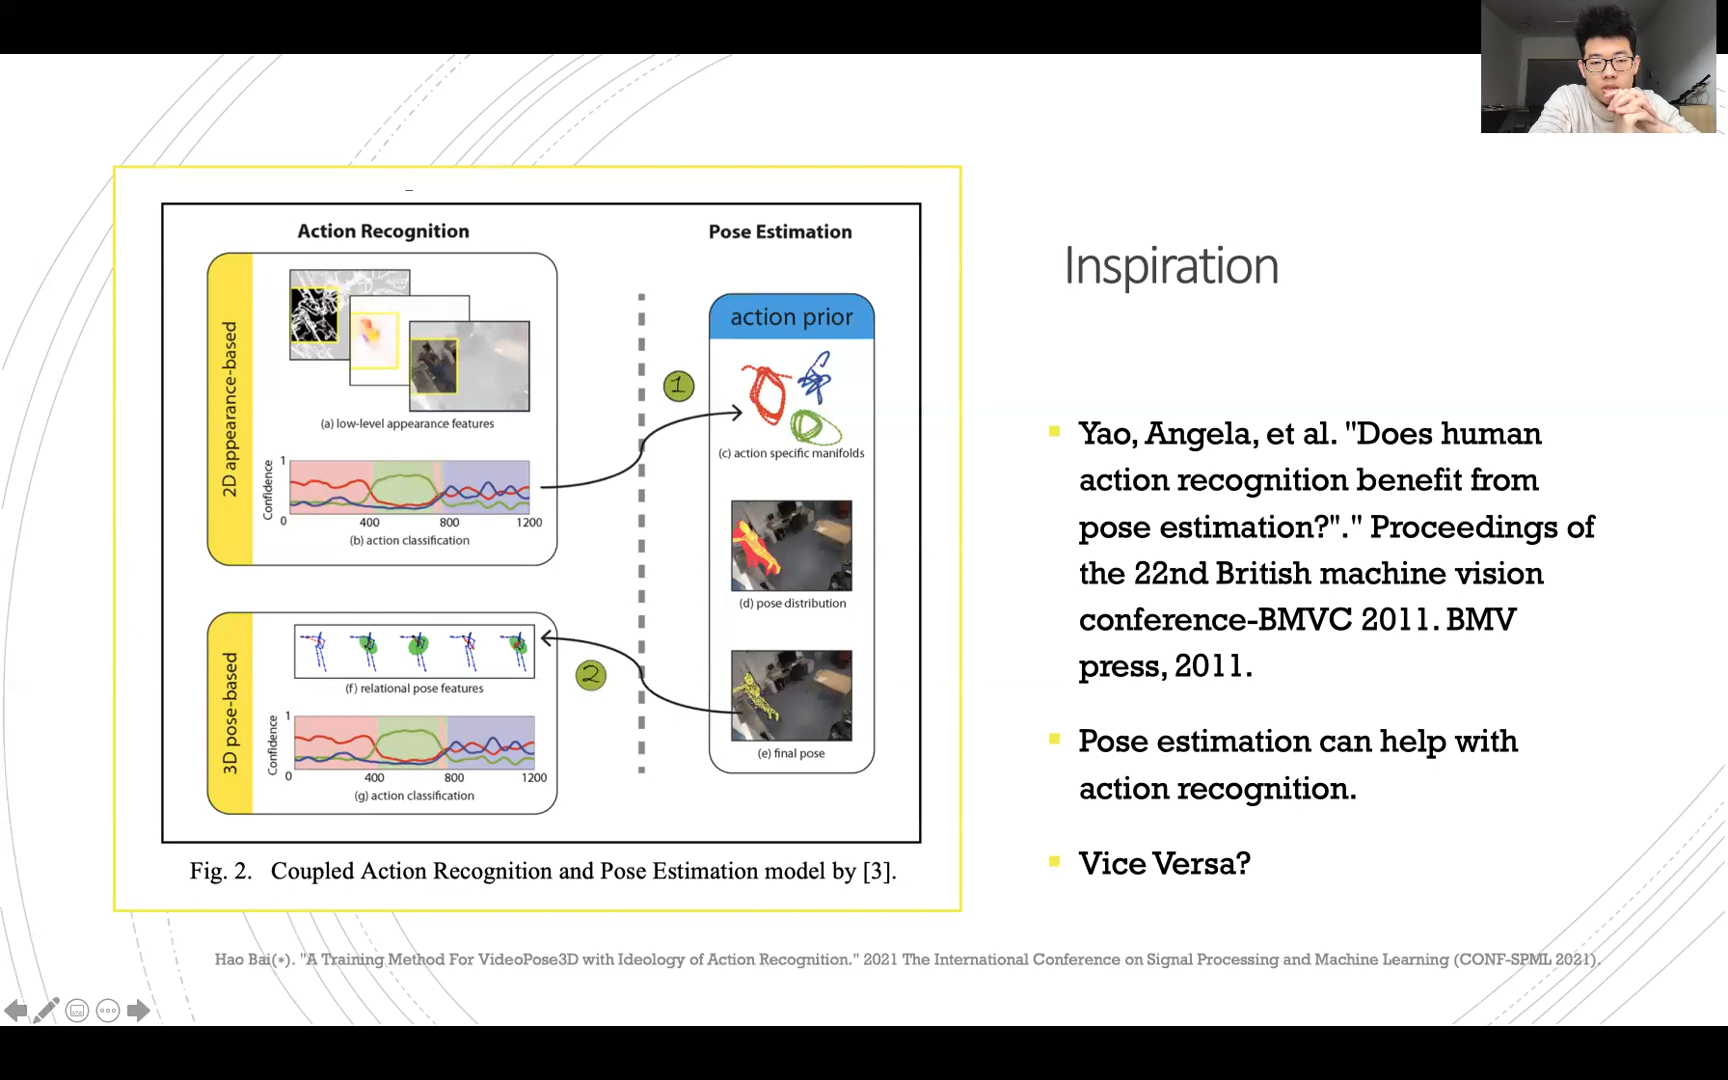 Action Recognition
Pose Estimation
2D appearance-based
(a) low-level appearance features
Confidence
1
0
400
800
1200
(b) action classification
1
action prior
(c) action specific manifolds
(d) pose distribution
(e) final pose
2
3D pose-based
(f) relational pose features
Confidence
1
0
400
800
1200
(g) action classification
Fig. 2. Coupled Action Recognition and Pose Estimation model by [3].
Inspiration
Yao, Angela, et al. "Does human
action recognition benefit from
pose estimation?"." Proceedings of
the 22nd British machine vision
conference-BMVC 2011. BMV
press, 2011.
Pose estimation can help with
action recognition.
Vice Versa?
Hao Bai(*). "A Training Method For VideoPose3D with Ideology of Action Recognition." 2021 The International Conference on Signal Processing and Machine Learning (CONF-SPML 2021).